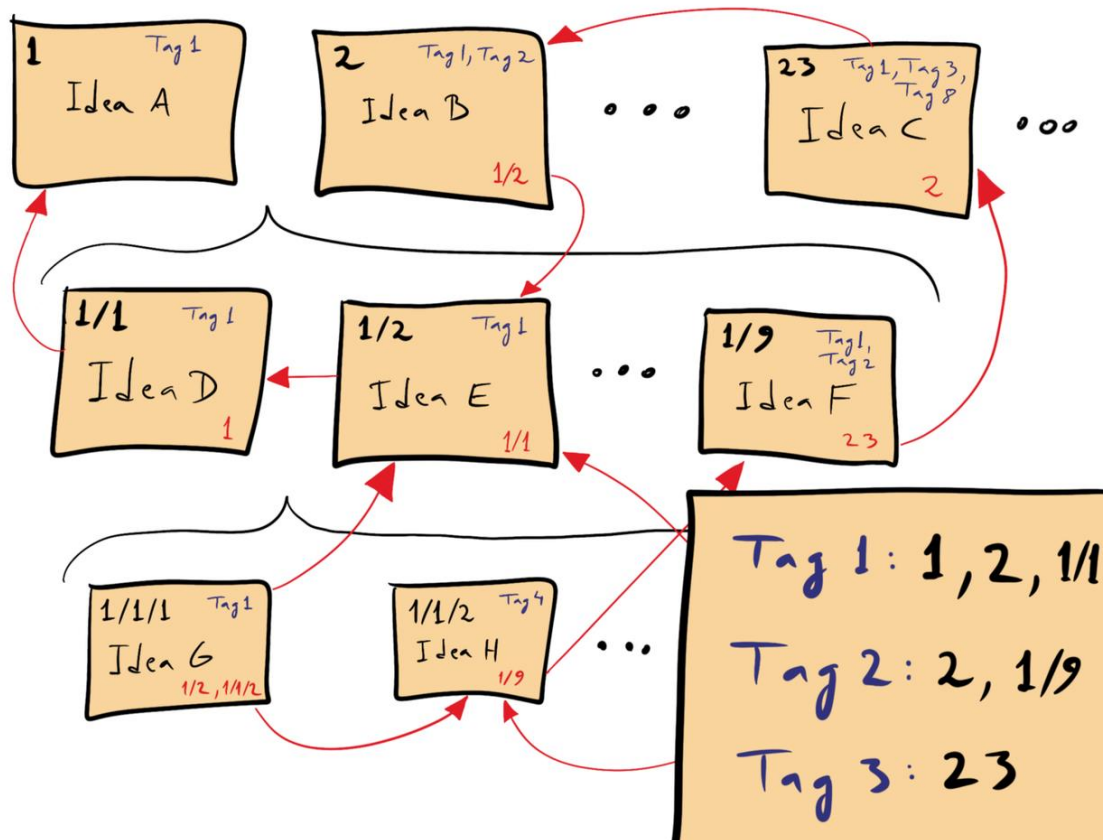 1 Tag 1
Idea A
2 Tag 1, Tag 2
Idea B
1/2
23 Tag 1, Tag 3,
Tag 8
Idea C
2
1/1 Tag 1
Idea D
1
1/2 Tag 1
Idea E
1/1
1/9 Tag 1,
Tag 2
Idea F
23
1/1/1 Tag 1
Idea G
1/2, 1/1/2
1/1/2 Tag 4
Idea H
1/9
Tag 1: 1, 2, 1/1
Tag 2: 2, 1/9
Tag 3: 23